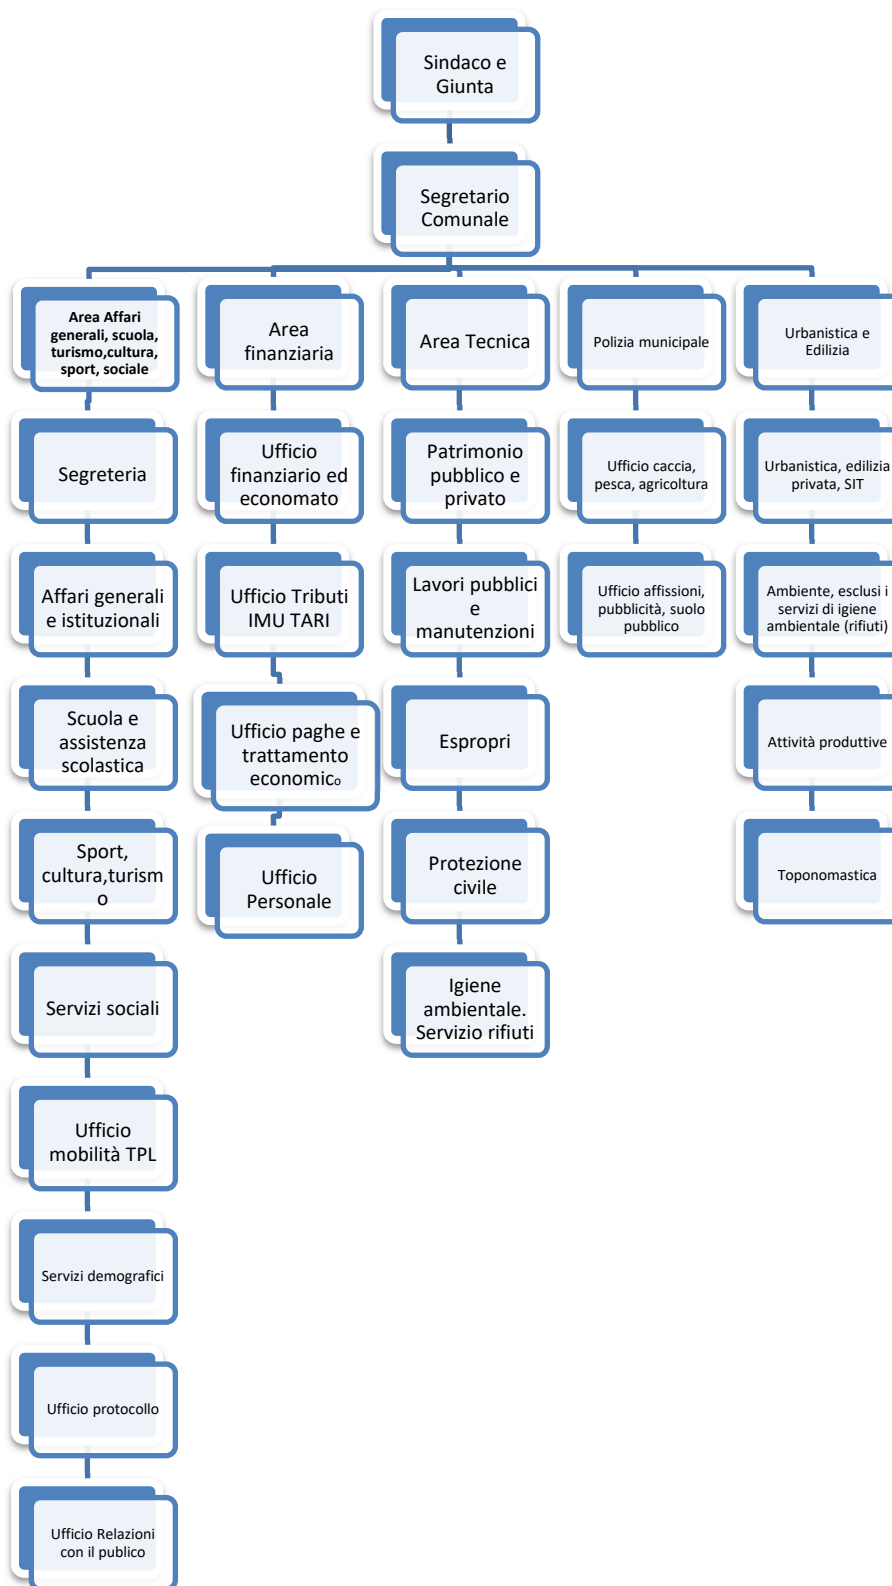 Sindaco e
Giunta
Segretario
Comunale
Area Affari
generali, scuola,
turismo,cultura,
sport, sociale
Segreteria
Affari generali
e istituzionali
Scuola e
assistenza
scolastica
Sport,
cultura,turism
o
Servizi sociali
Ufficio
mobilità TPL
Servizi demografici
Ufficio protocollo
Ufficio Relazioni
con il publico
Area
finanziaria
Ufficio
finanziario ed
economato
Ufficio Tributi
IMU TARI
Ufficio paghe e
trattamento
economico
Ufficio
Personale
Area Tecnica
Patrimonio
pubblico e
privato
Lavori pubblici
e
manutenzioni
Espropri
Protezione
civile
Igiene
ambientale.
Servizio rifiuti
Polizia municipale
Ufficio caccia,
pesca, agricoltura
Ufficio affissioni,
pubblicità, suolo
pubblico
Urbanistica e
Edilizia
Urbanistica, edilizia
privata, SIT
Ambiente, esclusi i
servizi di igiene
ambientale (rifiuti)
Attività produttive
Toponomastica